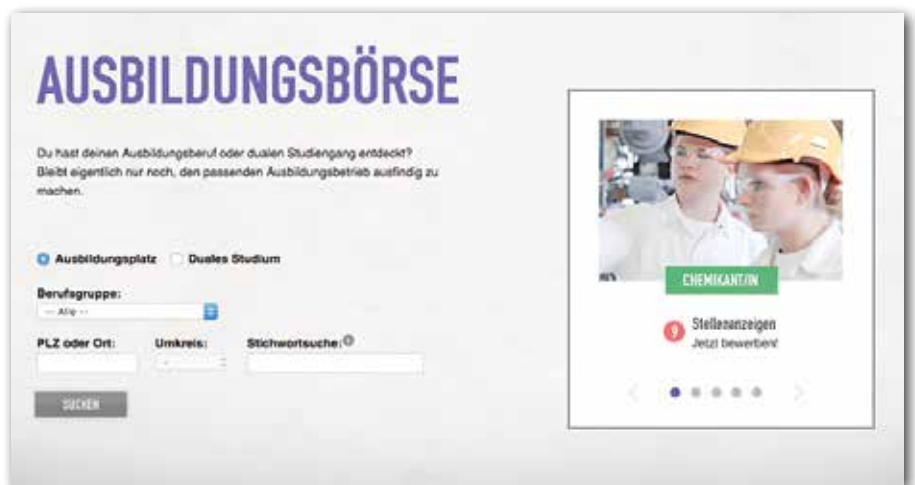 AUSBILDUNGSBÖRSE
Du hast deinen Ausbildungsberuf oder dualen Studiengang entdeckt?
Bleibt eigentlich nur noch, den passenden Ausbildungsbetrieb ausfindig zu
machen.
Ausbildungsplatz Duales Studium
Berufsgruppe:
-- Alle --
PLZ oder Ort: Umkreis: Stichwortsuche:
SUCHEN
CHEMIKANT/IN
9 Stellenanzeigen
Jetzt bewerben!